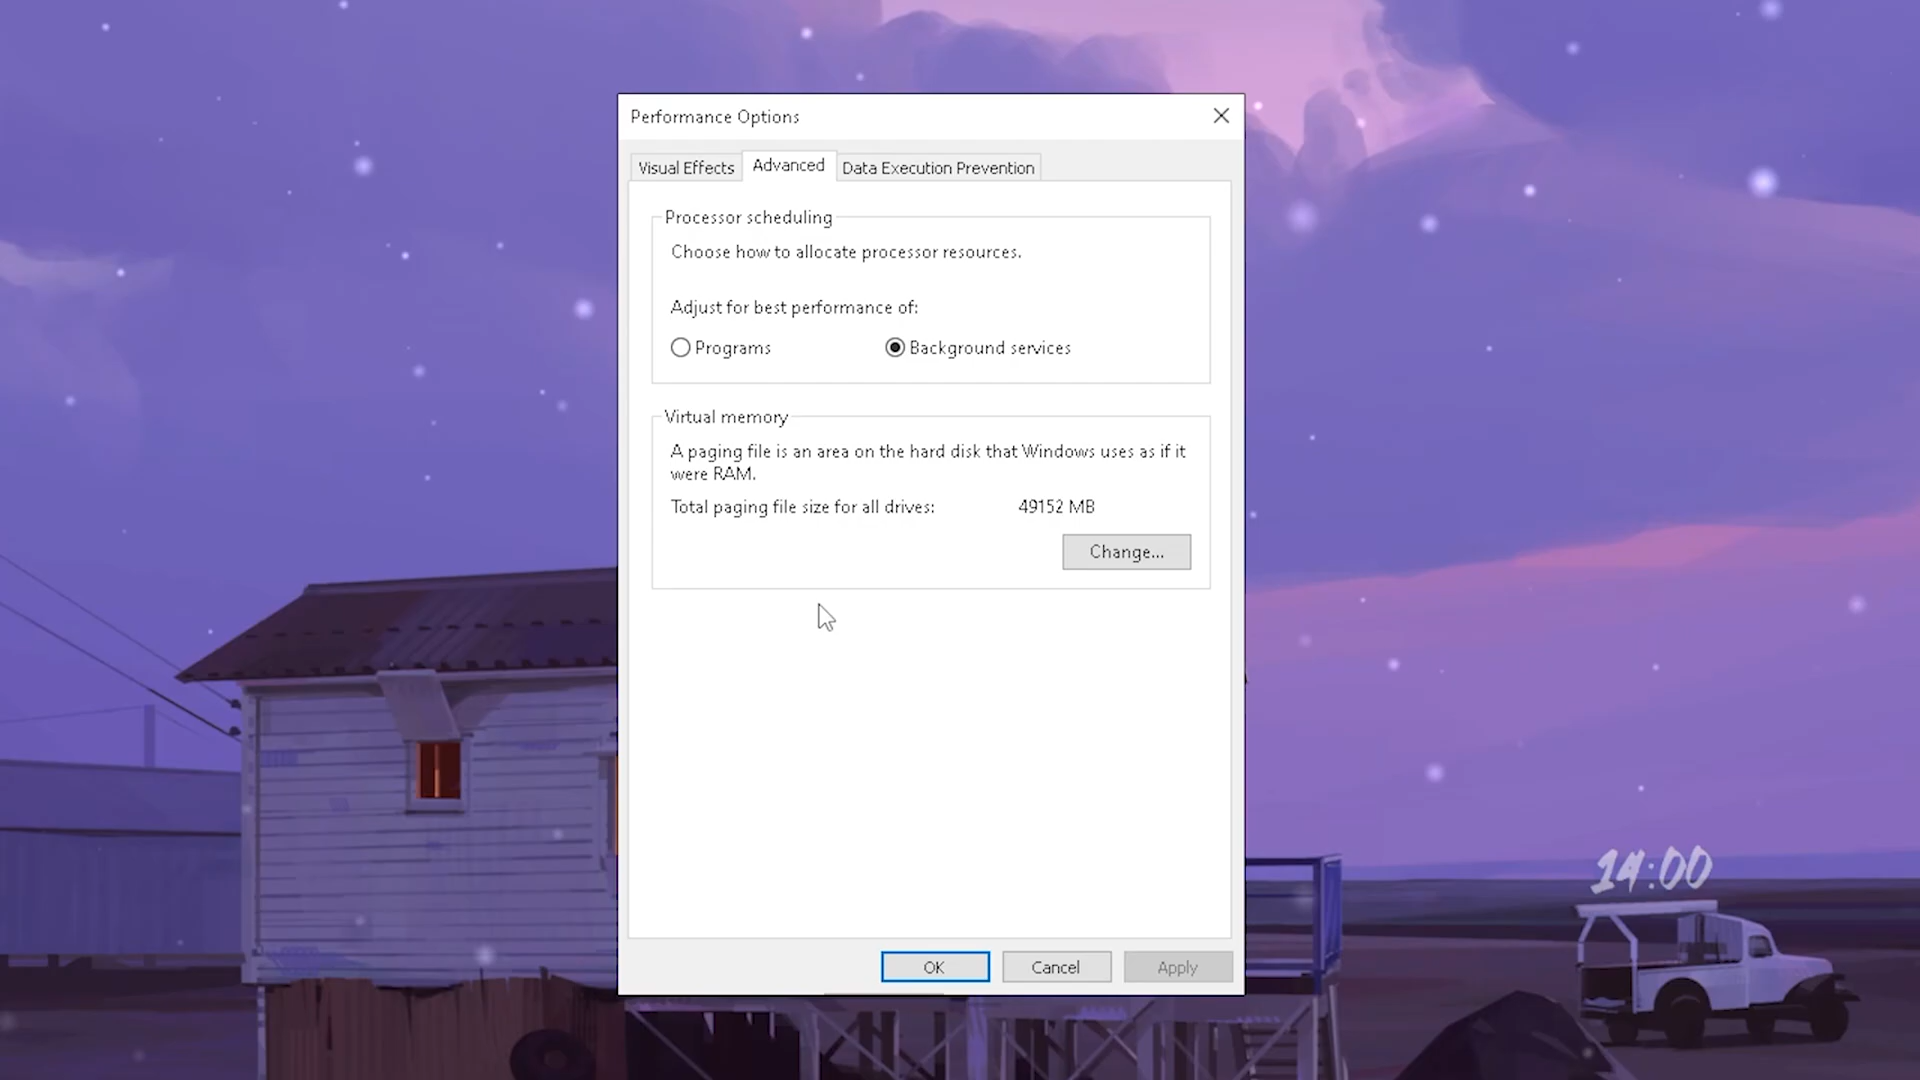 Performance Options
Visual Effects
Advanced
Data Execution Prevention
Processor scheduling
Choose how to allocate processor resources.
Adjust for best performance of:
Programs
Background services
Virtual memory
A paging file is an area on the hard disk that Windows uses as if it
were RAM.
Total paging file size for all drives:
49152 MB
Change...
14:00
OK
Cancel
Apply